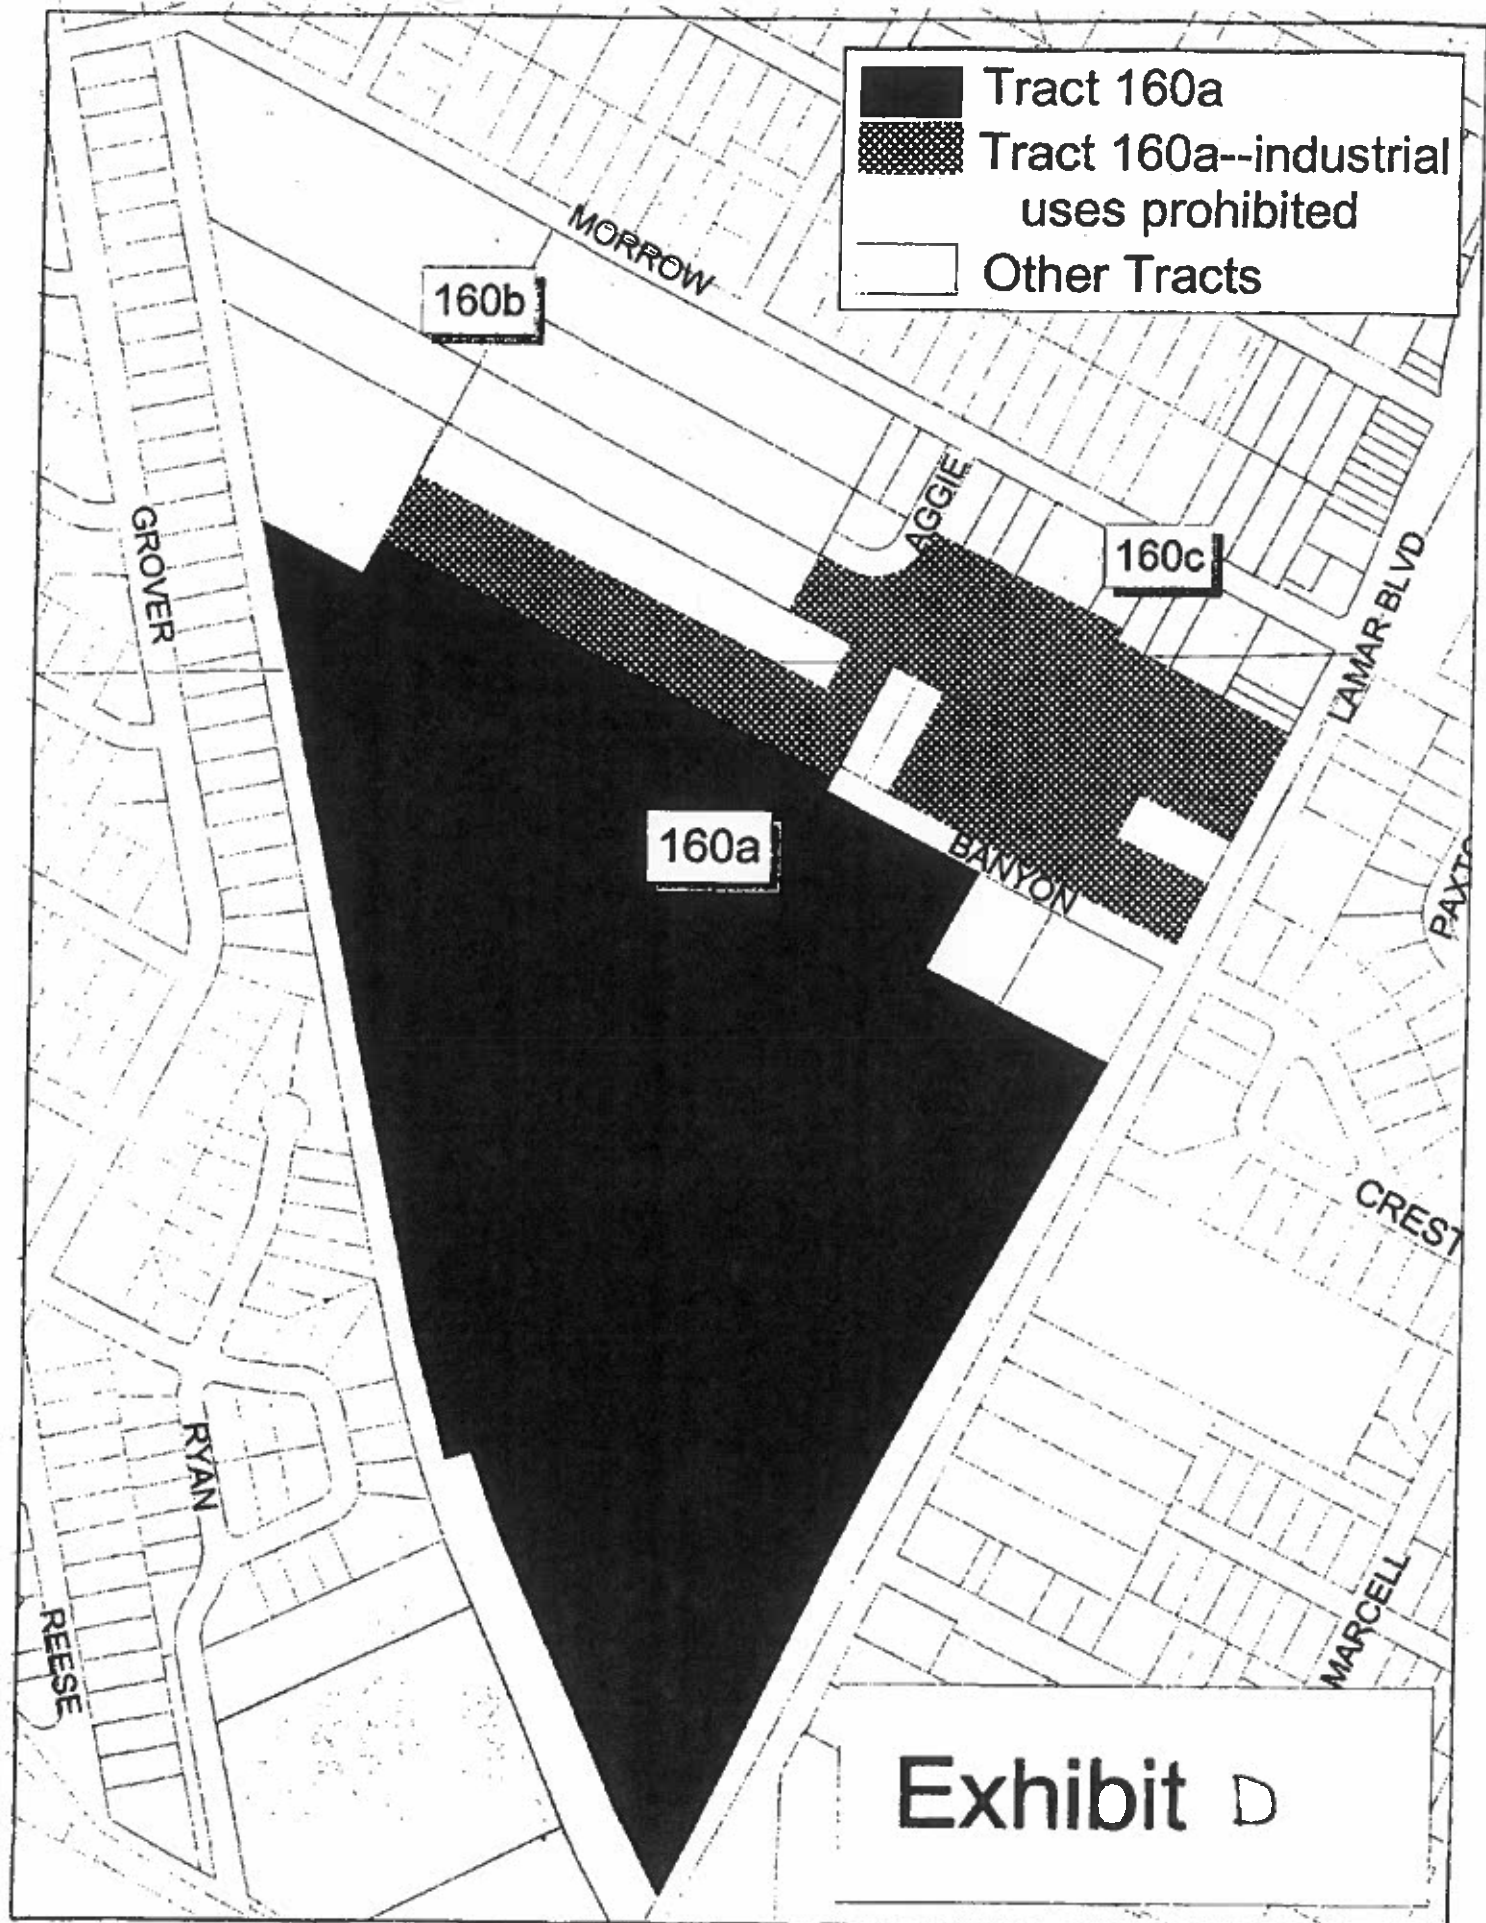 Tract 160a
Tract 160a--industrial
uses prohibited
Other Tracts
MORROW
160b
AGGIE
160c
GROVER
LAMAR BLVD
160a
BANYON
PAXTO
CREST
RYAN
MARCELL
REESE
Exhibit D